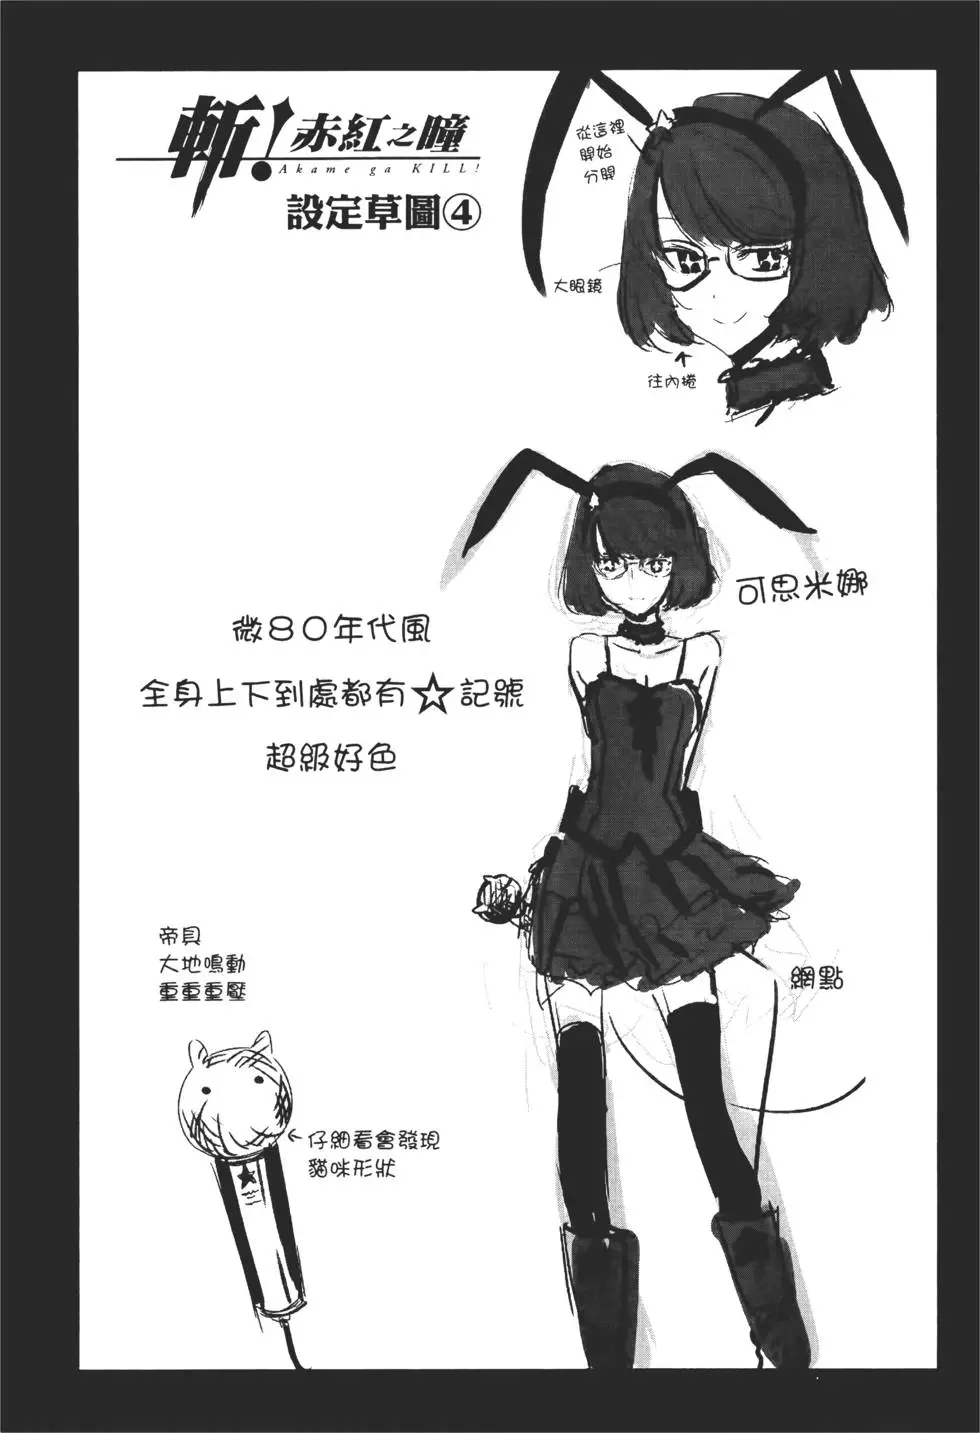 斬!赤紅之瞳
Akame ga KILL!
設定草圖④
從這裡
開始
分開
大眼鏡
往內捲
可思米娜
微80年代風
全身上下到處都有☆記號
超級好色
帝具
大地鳴動
重重重壓
網點
仔細看會發現
貓咪形狀